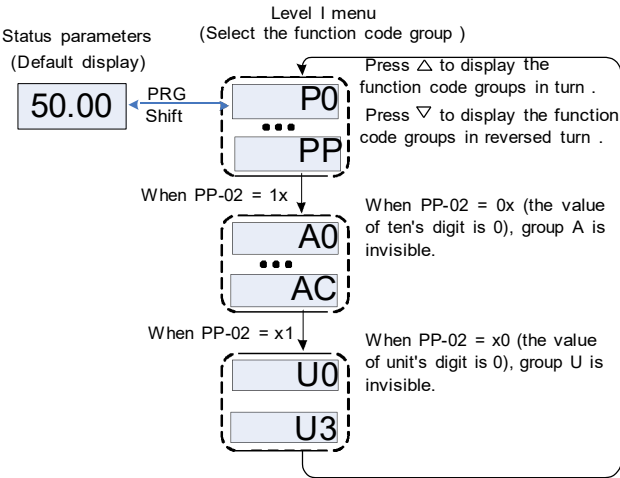 Level I menu
(Select the function code group )
Status parameters
(Default display)
50.00
PRG
Shift
P0
PP
Press △ to display the
function code groups in turn .
Press ▽ to display the function
code groups in reversed turn .
When PP-02 = 1x
A0
AC
When PP-02 = 0x (the value
of ten's digit is 0), group A is
invisible.
When PP-02 = x1
U0
U3
When PP-02 = x0 (the value
of unit's digit is 0), group U is
invisible.